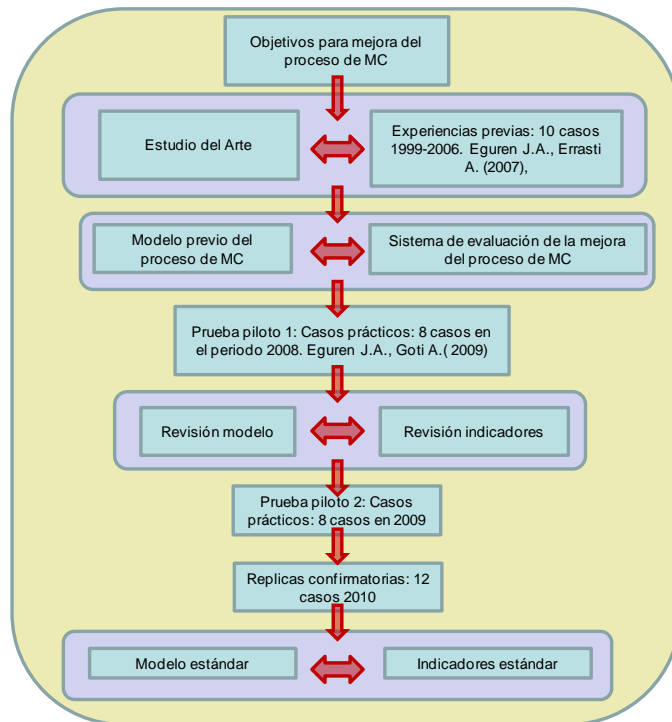 Objetivos para mejora del
proceso de MC
Estudio del Arte
Experiencias previas: 10 casos
1999-2006. Eguren J.A., Errasti
A. (2007),
Modelo previo del
proceso de MC
Sistema de evaluación de la mejora
del proceso de MC
Prueba piloto 1: Casos prácticos: 8 casos en
el periodo 2008. Eguren J.A., Goti A.( 2009)
Revisión modelo
Revisión indicadores
Prueba piloto 2: Casos
prácticos: 8 casos en 2009
Replicas confirmatorias: 12
casos 2010
Modelo estándar
Indicadores estándar